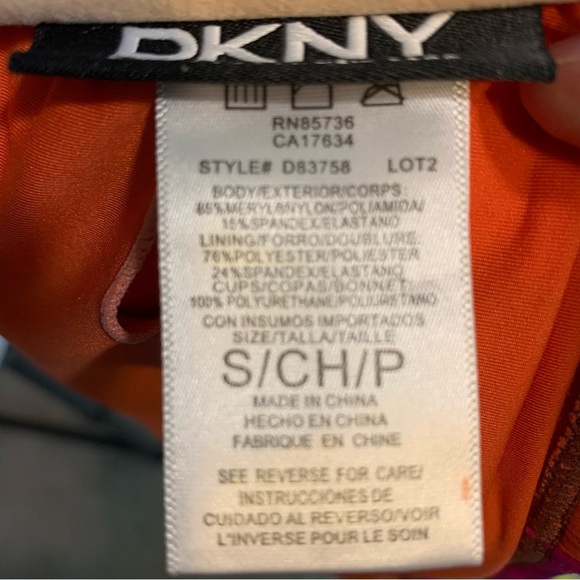 DKNY
RN85736
CA17634
STYLE# D83758 LOT2
BODY/EXTERIOR/CORPS:
85%MERYL®NYLON/POLIAMIDA/
15%SPANDEX/ELASTANO
LINING/FORRO/DOUBLURE:
76%POLYESTER/POLIESTER
24%SPANDEX/ELASTANO
CUPS/COPAS/BONNET:
100% POLYURETHANE/POLIURETANO
CON INSUMOS IMPORTADOS
SIZE/TALLA/TAILLE
S/CH/P
MADE IN CHINA
HECHO EN CHINA
FABRIQUE EN CHINE
SEE REVERSE FOR CARE/
INSTRUCCIONES DE
CUIDADO AL REVERSO/VOIR
L'INVERSE POUR LE SOIN